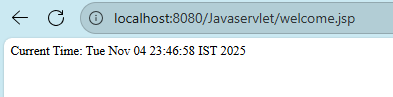 localhost:8080/Javaservlet/welcome.jsp
Current Time: Tue Nov 04 23:46:58 IST 2025